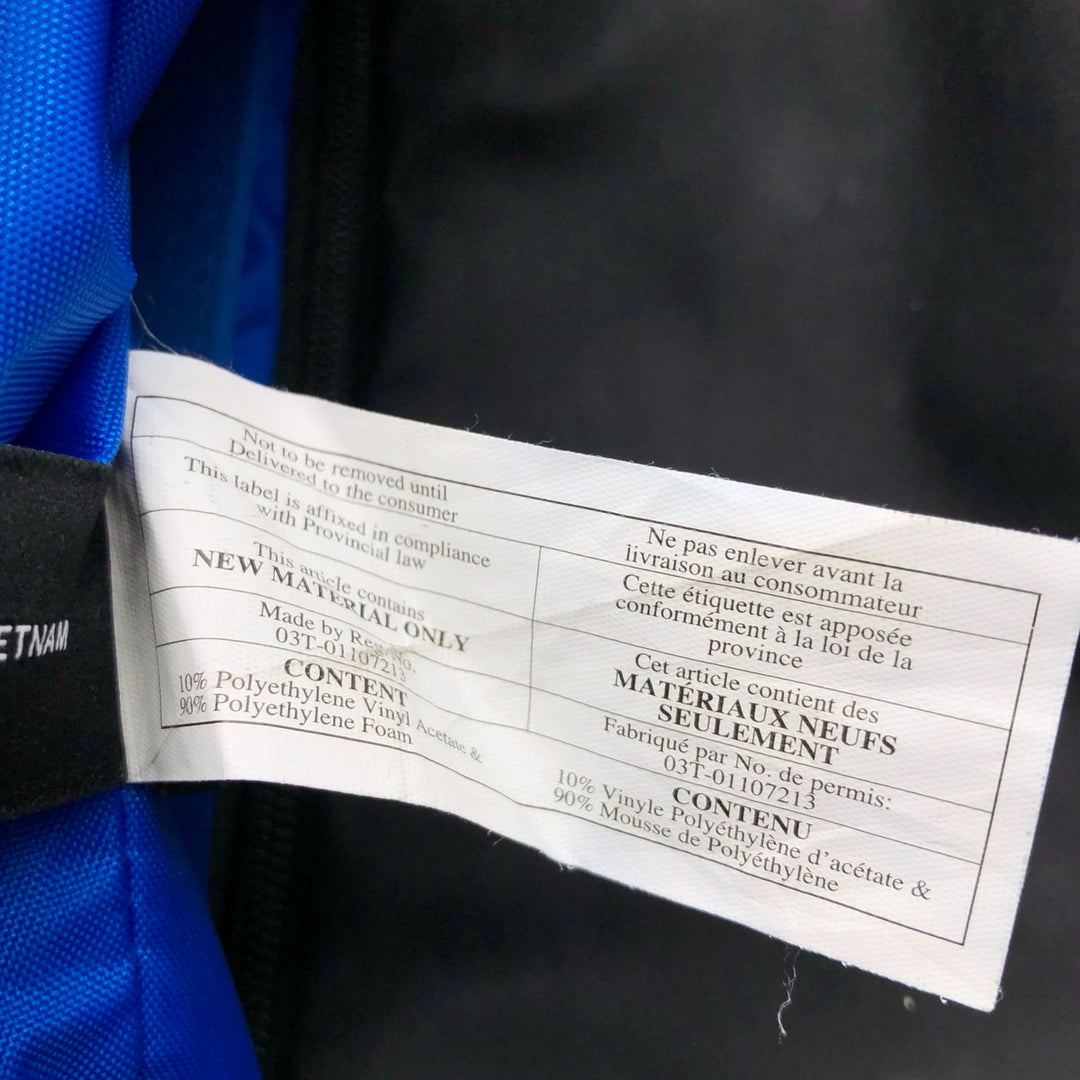 Not to be removed until
Delivered to the consumer
This label is affixed in compliance
with Provincial law
This article contains
NEW MATERIAL ONLY
Made by Reg. No.
03T-01107213
CONTENT
10% Polyethylene Vinyl Acetate &
90% Polyethylene Foam
Ne pas enlever avant la
livraison au consommateur
Cette étiquette est apposée
conformément à la loi de la
province
Cet article contient des
MATÉRIAUX NEUFS
SEULEMENT
Fabriqué par No. de permis:
03T-01107213
CONTENU
10% Vinyle Polyéthylène d'acétate &
90% Mousse de Polyéthylène
ETNAM